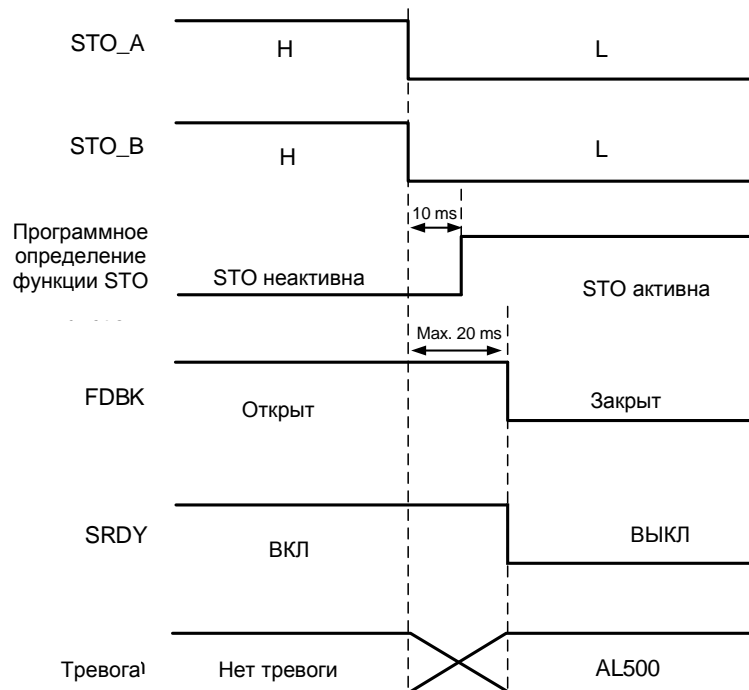 STO_A
H
L
STO_B
H
L
10 ms
Программное
определение
функции STO
STO неактивна
STO активна
Max. 20 ms
FDBK
Открыт
Закрыт
SRDY
ВКЛ
ВЫКЛ
Тревога
Нет тревоги
AL500